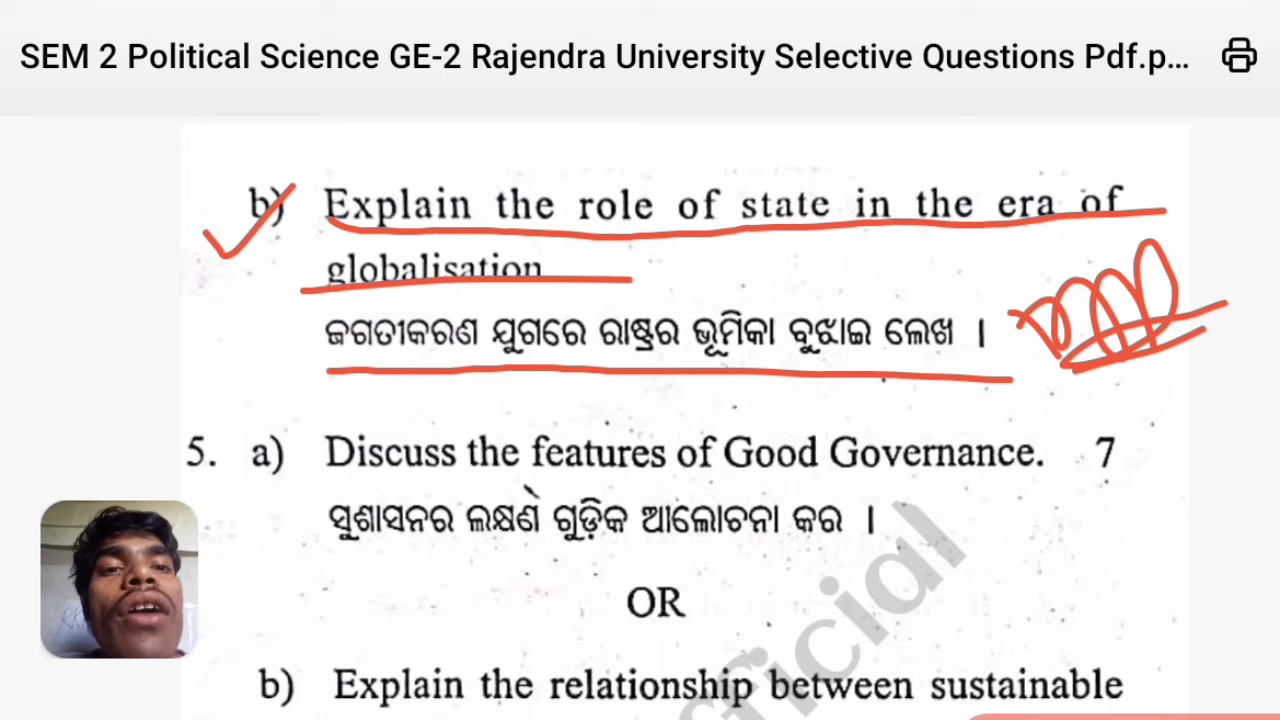 SEM 2 Political Science GE-2 Rajendra University Selective Questions Pdf.p...
b) Explain the role of state in the era of
globalisation
ଜଗତୀକରଣ ଯୁଗରେ ରାଷ୍ଟ୍ରର ଭୂମିକା ବୁଝାଇ ଲେଖ ।
5. a) Discuss the features of Good Governance. 7
ସୁଶାସନର ଲକ୍ଷଣ ଗୁଡ଼ିକ ଆଲୋଚନା କର ।
OR
b) Explain the relationship between sustainable